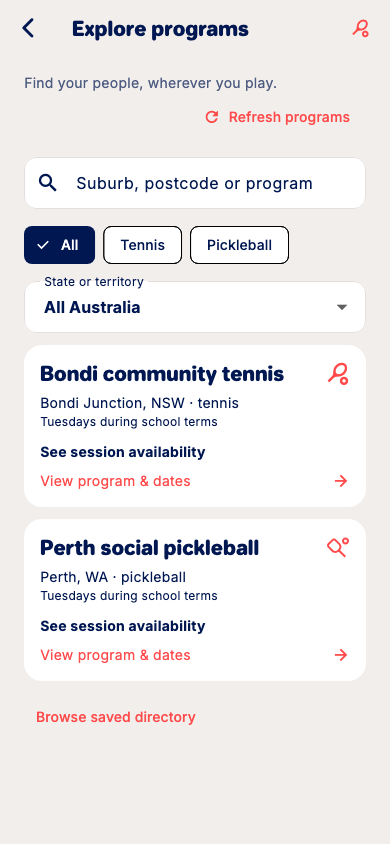 Explore programs
Find your people, wherever you play.
Refresh programs
Suburb, postcode or program
All
Tennis
Pickleball
State or territory
All Australia
Bondi community tennis
Bondi Junction, NSW · tennis
Tuesdays during school terms
See session availability
View program & dates
Perth social pickleball
Perth, WA · pickleball
Tuesdays during school terms
See session availability
View program & dates
Browse saved directory